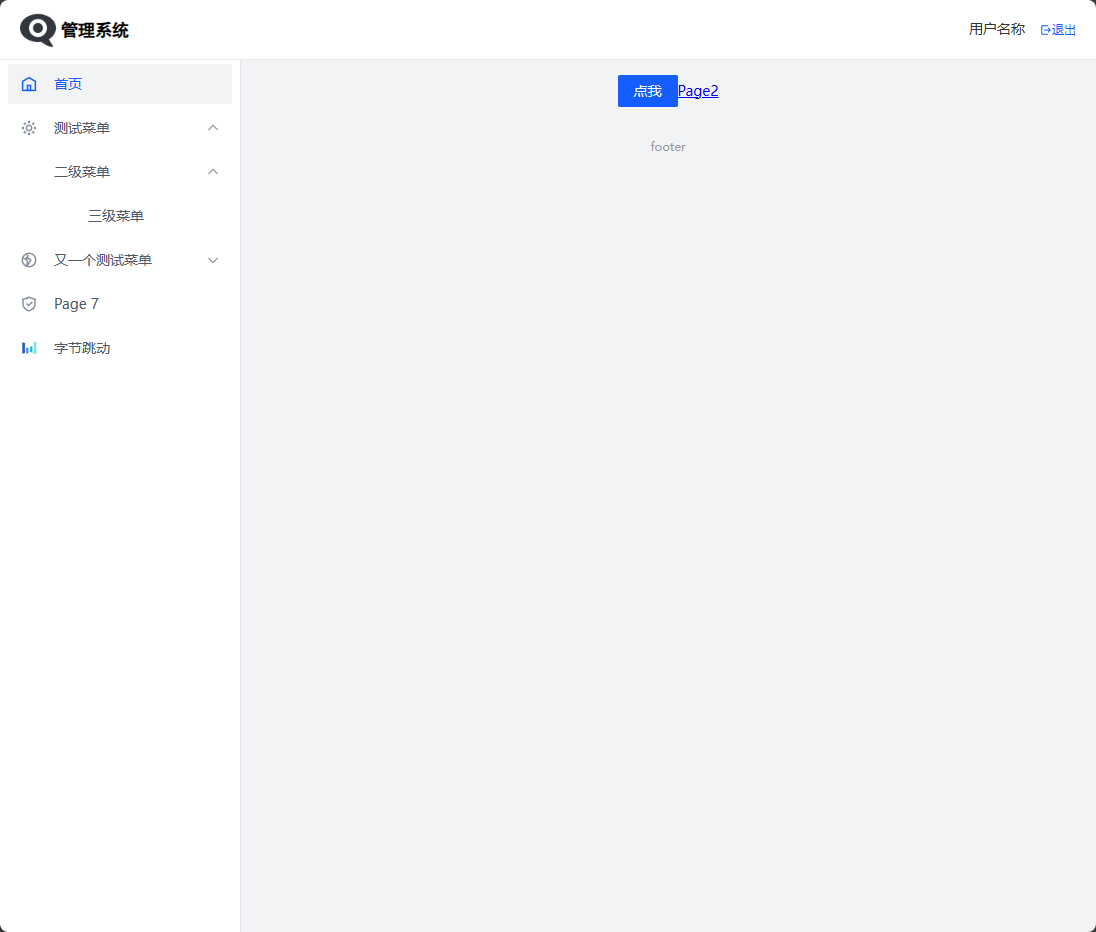 管理系统
用户名称 退出
首页
测试菜单
二级菜单
三级菜单
又一个测试菜单
Page 7
字节跳动
点我 Page2
footer